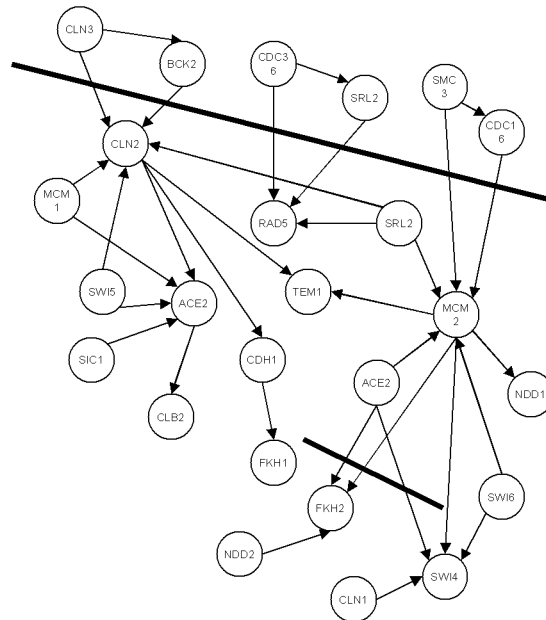 CLN3
BCK2
CDC3
6
SRL2
SMC
3
CDC1
6
CLN2
MCM
1
RAD5
SRL2
SWI5
ACE2
TEM1
MCM
2
SIC1
CDH1
ACE2
NDD1
CLB2
FKH1
SWI6
FKH2
NDD2
SWI4
CLN1